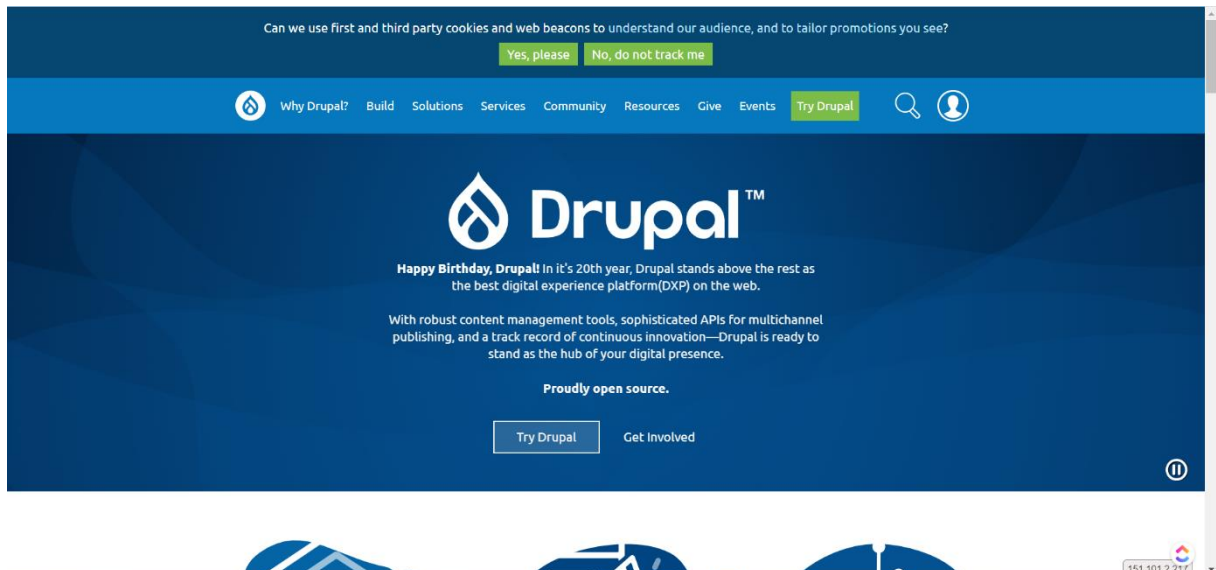 Can we use first and third party cookies and web beacons to understand our audience, and to tailor promotions you see?
Yes, please No, do not track me
Why Drupal? Build Solutions Services Community Resources Give Events Try Drupal
Drupal™
Happy Birthday, Drupal! In it's 20th year, Drupal stands above the rest as
the best digital experience platform(DXP) on the web.
With robust content management tools, sophisticated APIs for multichannel
publishing, and a track record of continuous innovation—Drupal is ready to
stand as the hub of your digital presence.
Proudly open source.
Try Drupal Get Involved